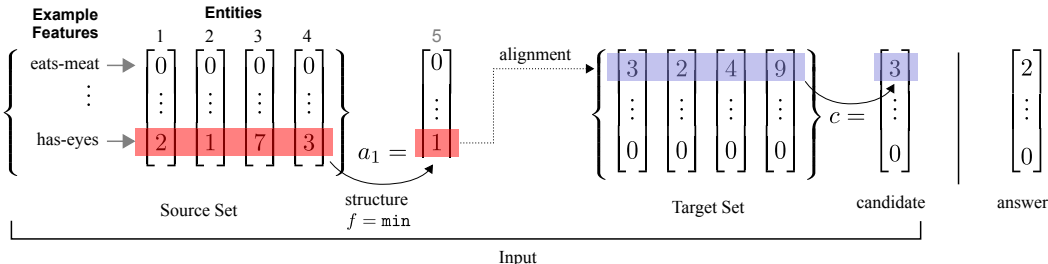 Example
Features
Entities
1 2 3 4 5
eats-meat 0 0 0 0 0 alignment 3 2 4 9 3 2
⋮ ⋮ ⋮ ⋮ ⋮ ⋮ ⋮ ⋮ ⋮ ⋮ c = ⋮ ⋮
has-eyes 2 1 7 3 a₁ = 1 0 0 0 0 0 0
Source Set structure Target Set candidate answer
f = min
Input